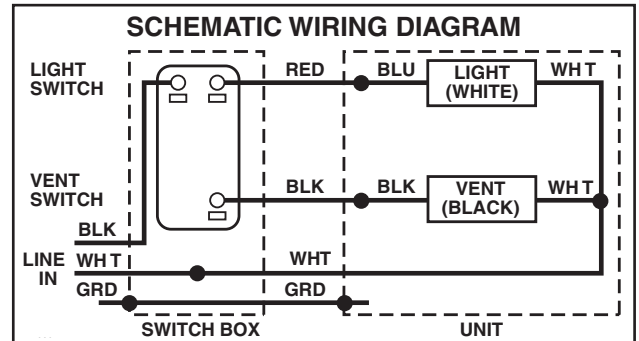 SCHEMATIC WIRING DIAGRAM
LIGHT SWITCH
RED
BLU
LIGHT (WHITE)
WHT
VENT SWITCH
BLK
BLK
VENT (BLACK)
WHT
BLK
LINE IN
WHT
WHT
GRD
GRD
SWITCH BOX
UNIT